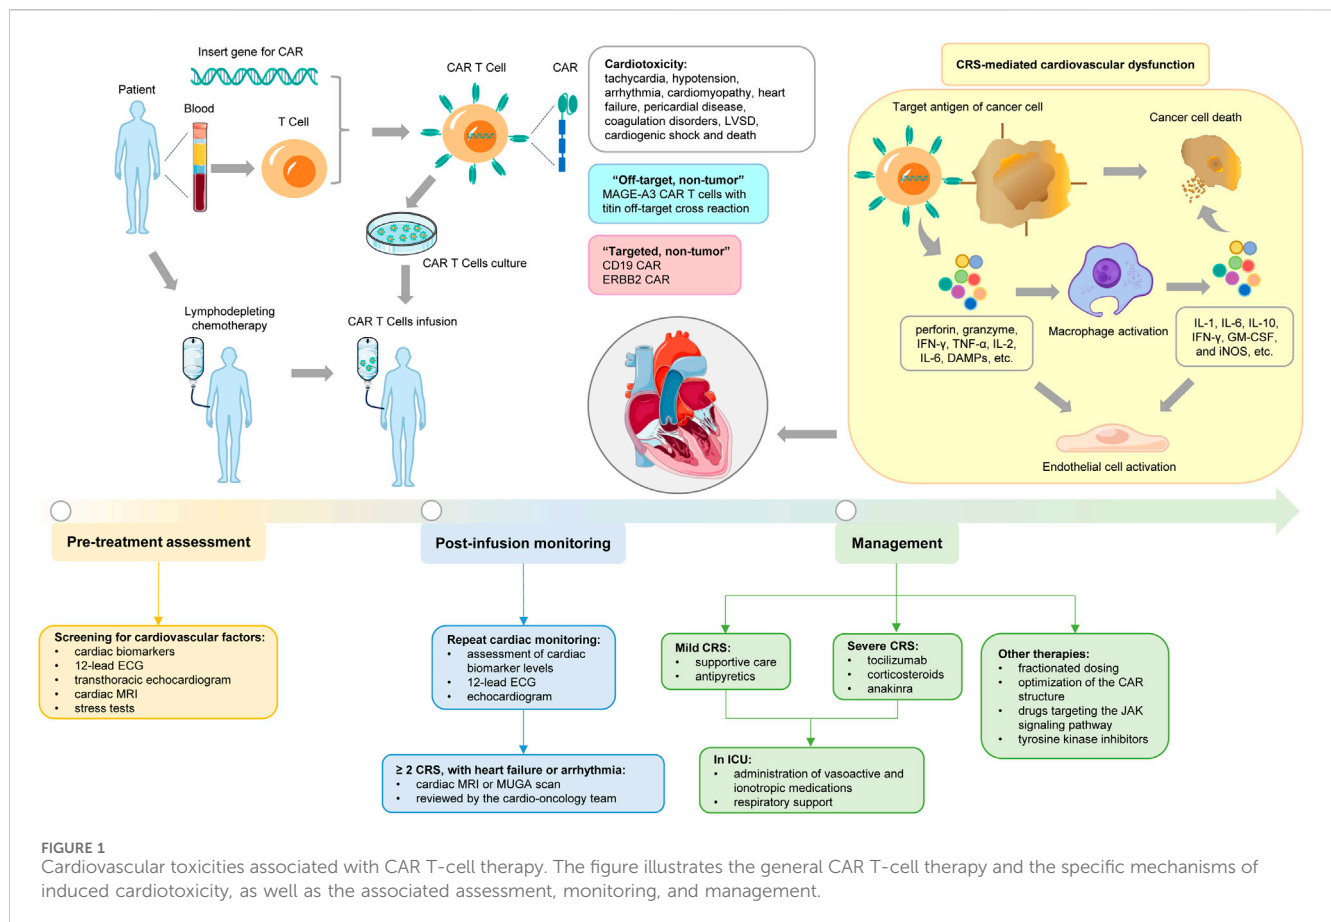 Insert gene for CAR
Patient
Blood
T Cell
CAR T Cell
CAR
CAR T Cells culture
Lymphodepleting
chemotherapy
CAR T Cells infusion
Cardiotoxicity:
tachycardia, hypotension,
arrhythmia, cardiomyopathy, heart
failure, pericardial disease,
coagulation disorders, LVSD,
cardiogenic shock and death
“Off-target, non-tumor”
MAGE-A3 CAR T cells with
titin off-target cross reaction
“Targeted, non-tumor”
CD19 CAR
ERBB2 CAR
CRS-mediated cardiovascular dysfunction
Target antigen of cancer cell
Cancer cell death
perforin, granzyme,
IFN-γ, TNF-α, IL-2,
IL-6, DAMPs, etc.
Macrophage activation
IL-1, IL-6, IL-10,
IFN-γ, GM-CSF,
and iNOS, etc.
Endothelial cell activation
Pre-treatment assessment
Post-infusion monitoring
Management
Screening for cardiovascular factors:
• cardiac biomarkers
• 12-lead ECG
• transthoracic echocardiogram
• cardiac MRI
• stress tests
Repeat cardiac monitoring:
• assessment of cardiac
biomarker levels
• 12-lead ECG
• echocardiogram
≥ 2 CRS, with heart failure or arrhythmia:
• cardiac MRI or MUGA scan
• reviewed by the cardio-oncology team
Mild CRS:
• supportive care
• antipyretics
Severe CRS:
• tocilizumab
• corticosteroids
• anakinra
In ICU:
• administration of vasoactive and
ionotropic medications
• respiratory support
Other therapies:
• fractionated dosing
• optimization of the CAR
structure
• drugs targeting the JAK
signaling pathway
• tyrosine kinase inhibitors
FIGURE 1
Cardiovascular toxicities associated with CAR T-cell therapy. The figure illustrates the general CAR T-cell therapy and the specific mechanisms of
induced cardiotoxicity, as well as the associated assessment, monitoring, and management.